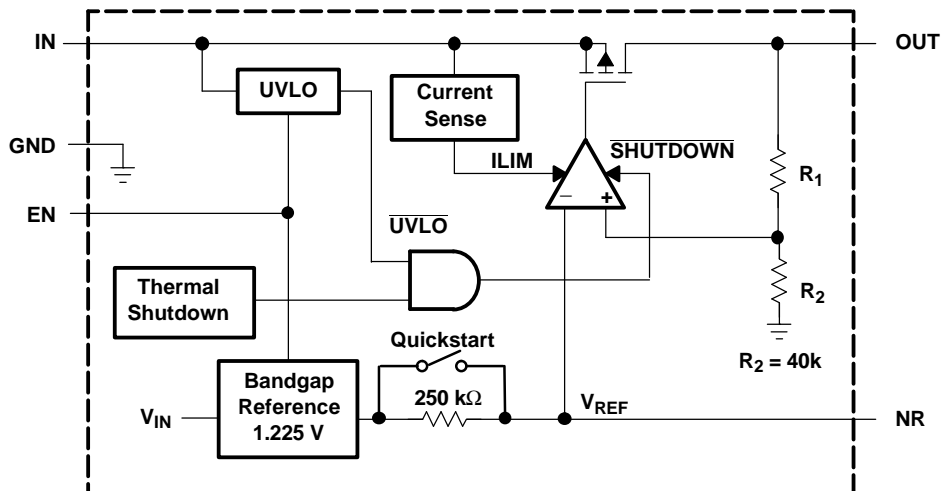 IN
OUT
UVLO
Current
Sense
GND
ILIM
SHUTDOWN
R1
EN
− +
UVLO
Thermal
Shutdown
R2
Quickstart
R2 = 40k
Bandgap
Reference
1.225 V
250 kΩ
VIN
VREF
NR